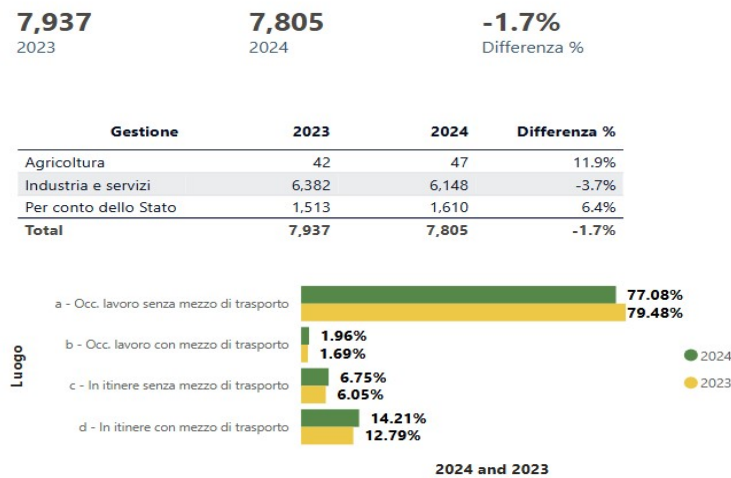 7,937 7,805 -1.7%
2023 2024 Differenza %
Gestione 2023 2024 Differenza %
Agricoltura 42 47 11.9%
Industria e servizi 6,382 6,148 -3.7%
Per conto dello Stato 1,513 1,610 6.4%
Total 7,937 7,805 -1.7%
Luogo
a - Occ. lavoro senza mezzo di trasporto 77.08%
79.48%
b - Occ. lavoro con mezzo di trasporto 1.96%
1.69%
c - In itinere senza mezzo di trasporto 6.75%
6.05%
d - In itinere con mezzo di trasporto 14.21%
12.79%
2024
2023
2024 and 2023